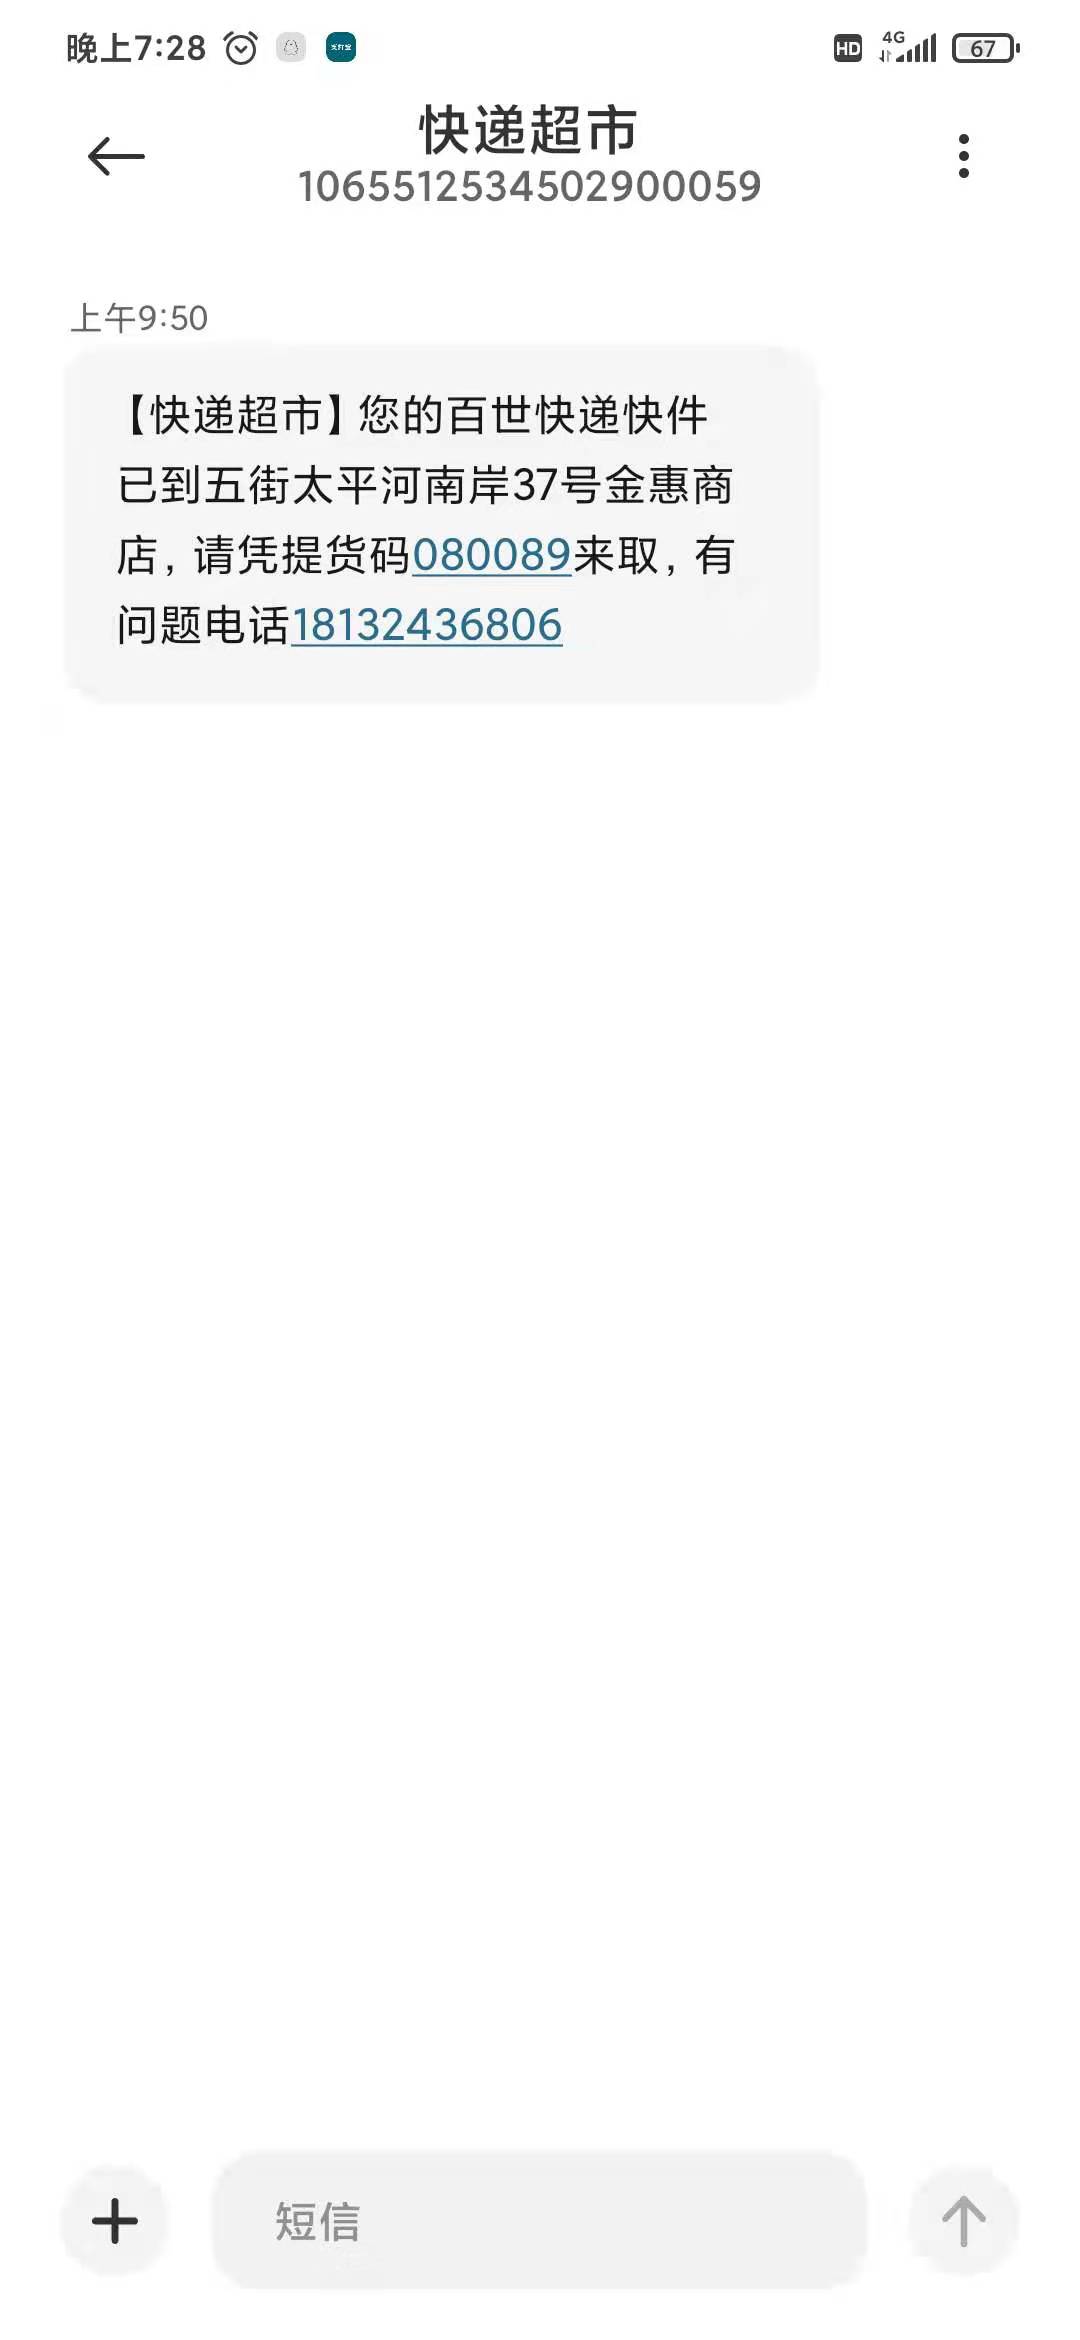 晚上7:28
HD 4G 67
快递超市
1065512534502900059
上午9:50
【快递超市】您的百世快递快件
已到五街太平河南岸37号金惠商
店，请凭提货码080089来取，有
问题电话18132436806
短信